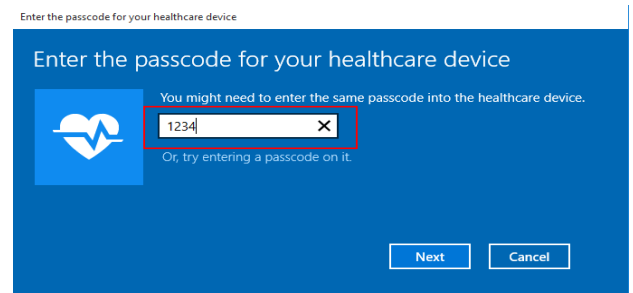 Enter the passcode for your healthcare device
Enter the passcode for your healthcare device
You might need to enter the same passcode into the healthcare device.
1234
Or, try entering a passcode on it.
Next Cancel